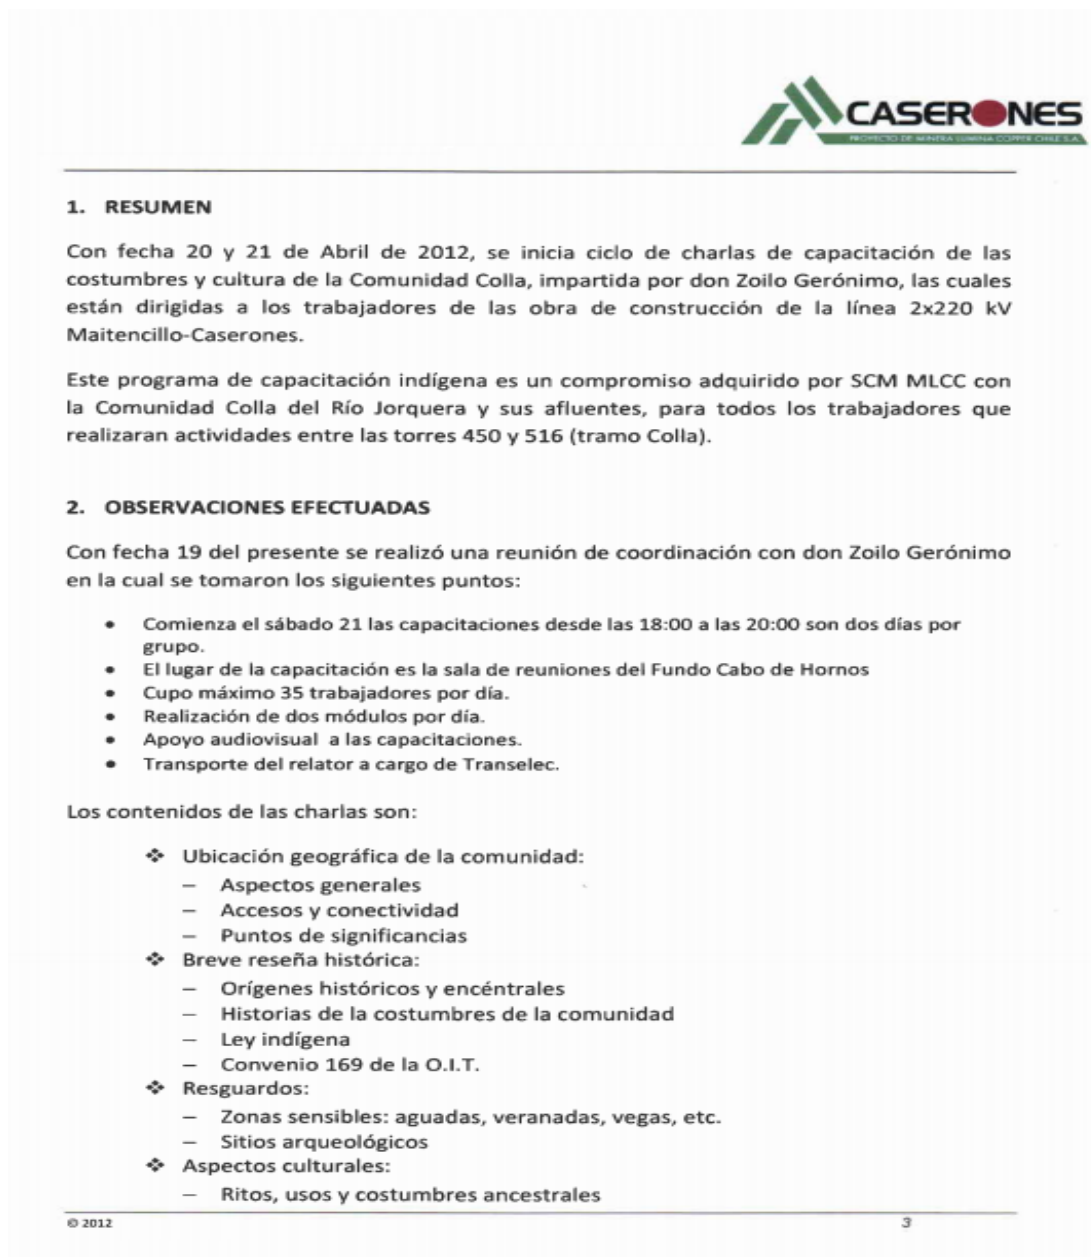 CASERONES
PROYECTO DE MINERA LUMINA COPPER CHILE S.A.
1. RESUMEN
Con fecha 20 y 21 de Abril de 2012, se inicia ciclo de charlas de capacitación de las
costumbres y cultura de la Comunidad Colla, impartida por don Zoilo Gerónimo, las cuales
están dirigidas a los trabajadores de las obra de construcción de la línea 2x220 kV
Maitencillo-Caserones.
Este programa de capacitación indígena es un compromiso adquirido por SCM MLCC con
la Comunidad Colla del Río Jorquera y sus afluentes, para todos los trabajadores que
realizaran actividades entre las torres 450 y 516 (tramo Colla).
2. OBSERVACIONES EFECTUADAS
Con fecha 19 del presente se realizó una reunión de coordinación con don Zoilo Gerónimo
en la cual se tomaron los siguientes puntos:
• Comienza el sábado 21 las capacitaciones desde las 18:00 a las 20:00 son dos días por
grupo.
• El lugar de la capacitación es la sala de reuniones del Fundo Cabo de Hornos
• Cupo máximo 35 trabajadores por día.
• Realización de dos módulos por día.
• Apoyo audiovisual a las capacitaciones.
• Transporte del relator a cargo de Transelec.
Los contenidos de las charlas son:
❖ Ubicación geográfica de la comunidad:
– Aspectos generales
– Accesos y conectividad
– Puntos de significancias
❖ Breve reseña histórica:
– Orígenes históricos y encéntrales
– Historias de la costumbres de la comunidad
– Ley indígena
– Convenio 169 de la O.I.T.
❖ Resguardos:
– Zonas sensibles: aguadas, veranadas, vegas, etc.
– Sitios arqueológicos
❖ Aspectos culturales:
– Ritos, usos y costumbres ancestrales
© 2012 3